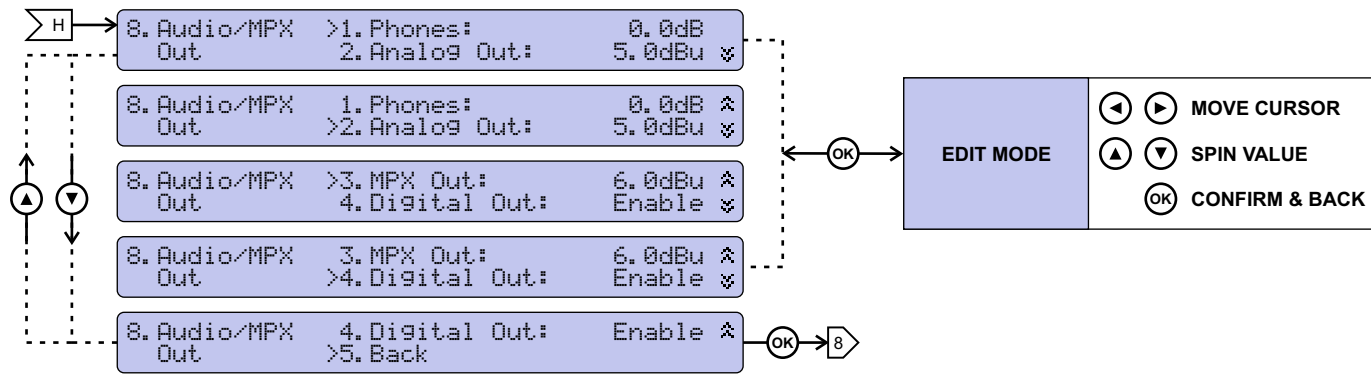 H
8.Audio/MPX >1.Phones: 0.0dB
Out 2.Analog Out: 5.0dBu
8.Audio/MPX 1.Phones: 0.0dB
Out >2.Analog Out: 5.0dBu
8.Audio/MPX >3.MPX Out: 6.0dBu
Out 4.Digital Out: Enable
8.Audio/MPX 3.MPX Out: 6.0dBu
Out >4.Digital Out: Enable
8.Audio/MPX 4.Digital Out: Enable
Out >5.Back
OK
8
OK
EDIT MODE
MOVE CURSOR
SPIN VALUE
OK CONFIRM & BACK